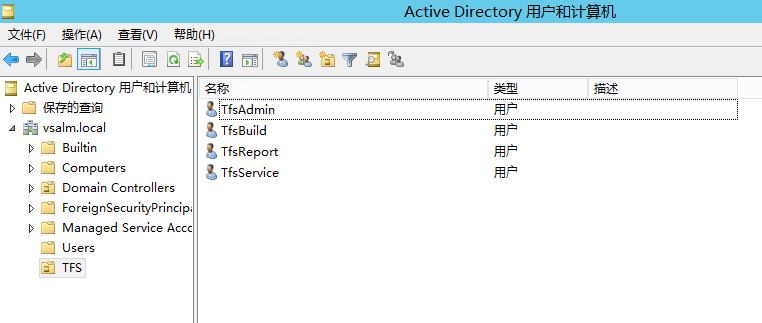 Active Directory 用户和计算机
文件(F) 操作(A) 查看(V) 帮助(H)
Active Directory 用户和计算机
保存的查询
vsalm.local
Builtin
Computers
Domain Controllers
ForeignSecurityPrincipa
Managed Service Acco
Users
TFS
名称 类型 描述
TfsAdmin 用户
TfsBuild 用户
TfsReport 用户
TfsService 用户